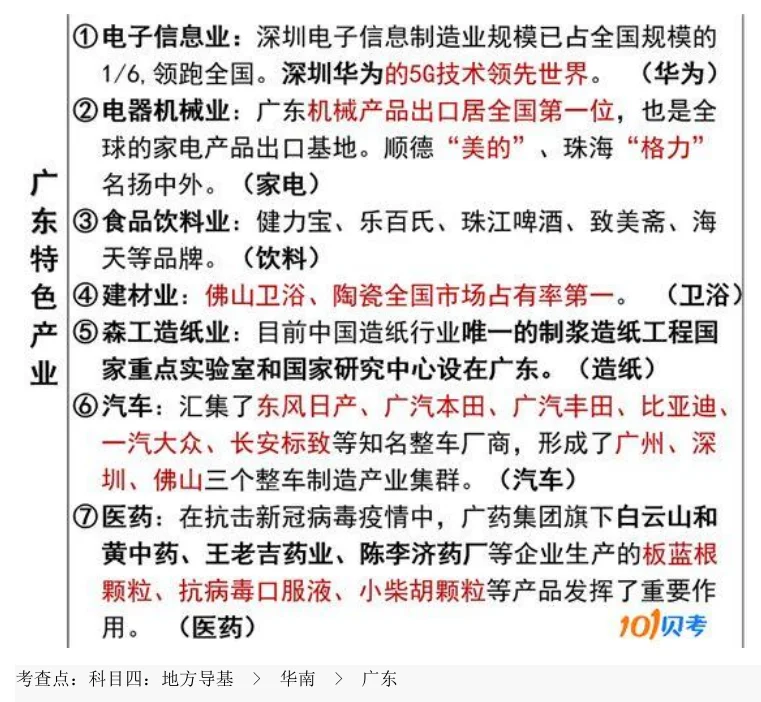 广东特色产业
①电子信息业：深圳电子信息制造业规模已占全国规模的
1/6,领跑全国。深圳华为的5G技术领先世界。（华为）
②电器机械业：广东机械产品出口居全国第一位，也是全
球的家电产品出口基地。顺德“美的”、珠海“格力”
名扬中外。（家电）
③食品饮料业：健力宝、乐百氏、珠江啤酒、致美斋、海
天等品牌。（饮料）
④建材业：佛山卫浴、陶瓷全国市场占有率第一。（卫浴）
⑤森工造纸业：目前中国造纸行业唯一的制浆造纸工程国
家重点实验室和国家研究中心设在广东。（造纸）
⑥汽车：汇集了东风日产、广汽本田、广汽丰田、比亚迪、
一汽大众、长安标致等知名整车厂商，形成了广州、深
圳、佛山三个整车制造产业集群。（汽车）
⑦医药：在抗击新冠病毒疫情中，广药集团旗下白云山和
黄中药、王老吉药业、陈李济药厂等企业生产的板蓝根
颗粒、抗病毒口服液、小柴胡颗粒等产品发挥了重要作
用。（医药）
101贝考
考查点：科目四：地方导基 > 华南 > 广东